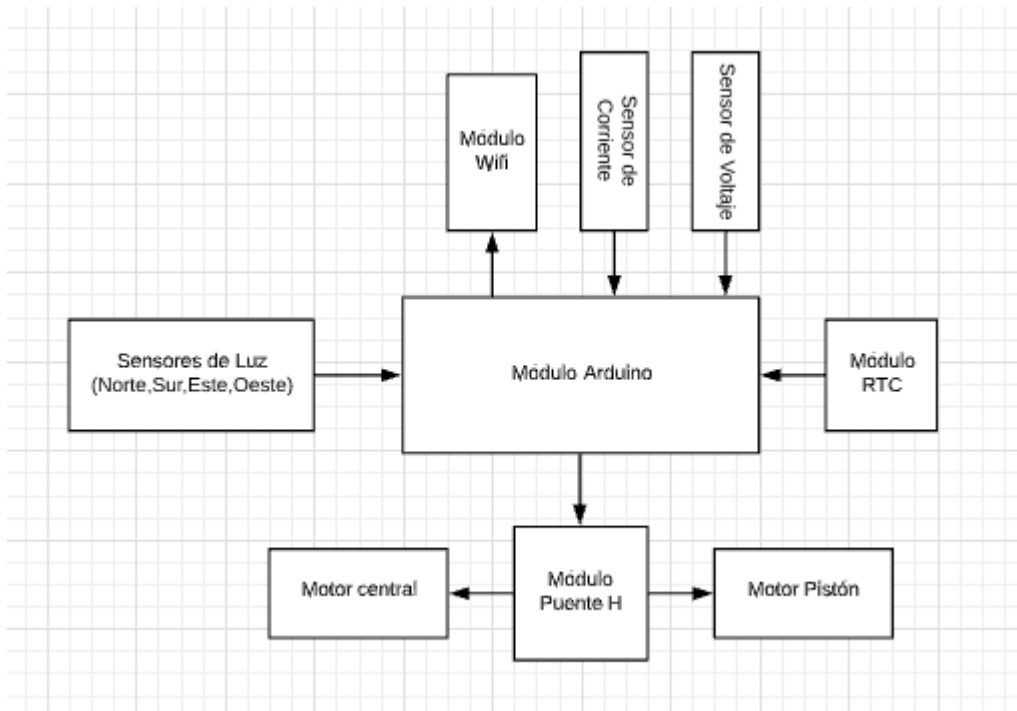 Módulo
Wifi
Sensor de
Corriente
Sensor de Voltaje
Sensores de Luz
(Norte,Sur,Este,Oeste)
Módulo Arduino
Módulo
RTC
Motor central
Módulo
Puente H
Motor Pistón